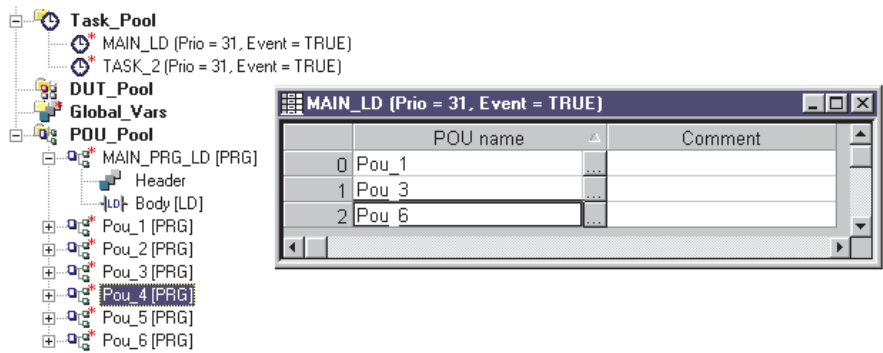 Task_Pool
MAIN_LD (Prio = 31, Event = TRUE)
TASK_2 (Prio = 31, Event = TRUE)
DUT_Pool
Global_Vars
POU_Pool
MAIN_PRG_LD [PRG]
Header
LD Body [LD]
Pou_1 [PRG]
Pou_2 [PRG]
Pou_3 [PRG]
Pou_4 [PRG]
Pou_5 [PRG]
Pou_6 [PRG]
MAIN_LD (Prio = 31, Event = TRUE)
POU name Comment
0 Pou_1 ...
1 Pou_3 ...
2 Pou_6 ...